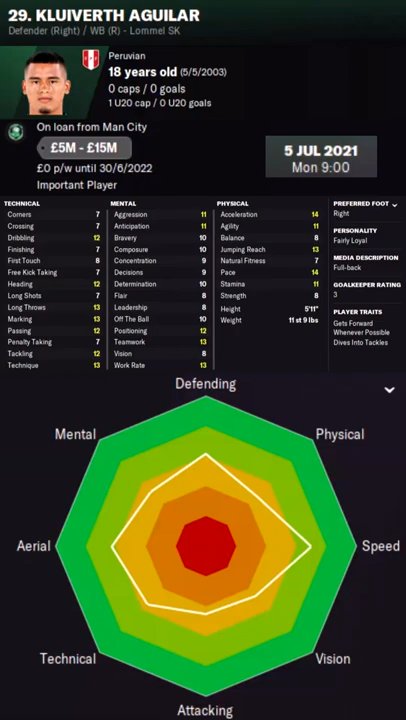 29. KLUIVERTH AGUILAR
Defender (Right) / WB (R) - Lommel SK
Peruvian
18 years old (5/5/2003)
0 caps / 0 goals
1 U20 cap / 0 U20 goals
On loan from Man City
£5M - £15M
£0 p/w until 30/6/2022
Important Player
5 JUL 2021
Mon 9:00
TECHNICAL
Corners 7
Crossing 7
Dribbling 12
Finishing 7
First Touch 8
Free Kick Taking 7
Heading 12
Long Shots 7
Long Throws 13
Marking 13
Passing 12
Penalty Taking 7
Tackling 12
Technique 13
MENTAL
Aggression 11
Anticipation 11
Bravery 10
Composure 10
Concentration 9
Decisions 9
Determination 10
Flair 8
Leadership 8
Off The Ball 10
Positioning 12
Teamwork 13
Vision 8
Work Rate 13
PHYSICAL
Acceleration 14
Agility 11
Balance 8
Jumping Reach 13
Natural Fitness 7
Pace 14
Stamina 11
Strength 8
Height 5'11"
Weight 11 st 9 lbs
PREFERRED FOOT
Right
PERSONALITY
Fairly Loyal
MEDIA DESCRIPTION
Full-back
GOALKEEPER RATING
3
PLAYER TRAITS
Gets Forward
Whenever Possible
Dives Into Tackles
Defending
Mental
Physical
Aerial
Speed
Technical
Vision
Attacking